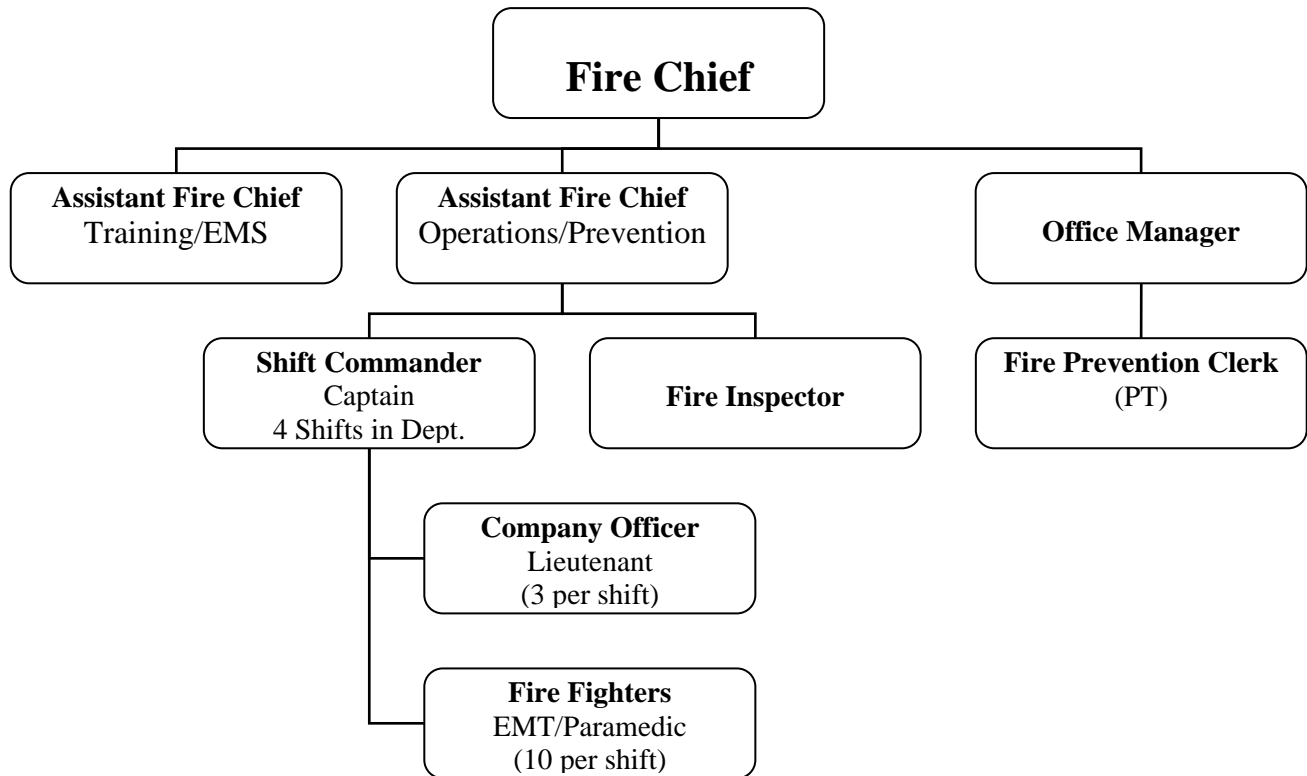 Fire Chief
Assistant Fire Chief
Training/EMS
Assistant Fire Chief
Operations/Prevention
Office Manager
Shift Commander
Captain
4 Shifts in Dept.
Fire Inspector
Fire Prevention Clerk
(PT)
Company Officer
Lieutenant
(3 per shift)
Fire Fighters
EMT/Paramedic
(10 per shift)